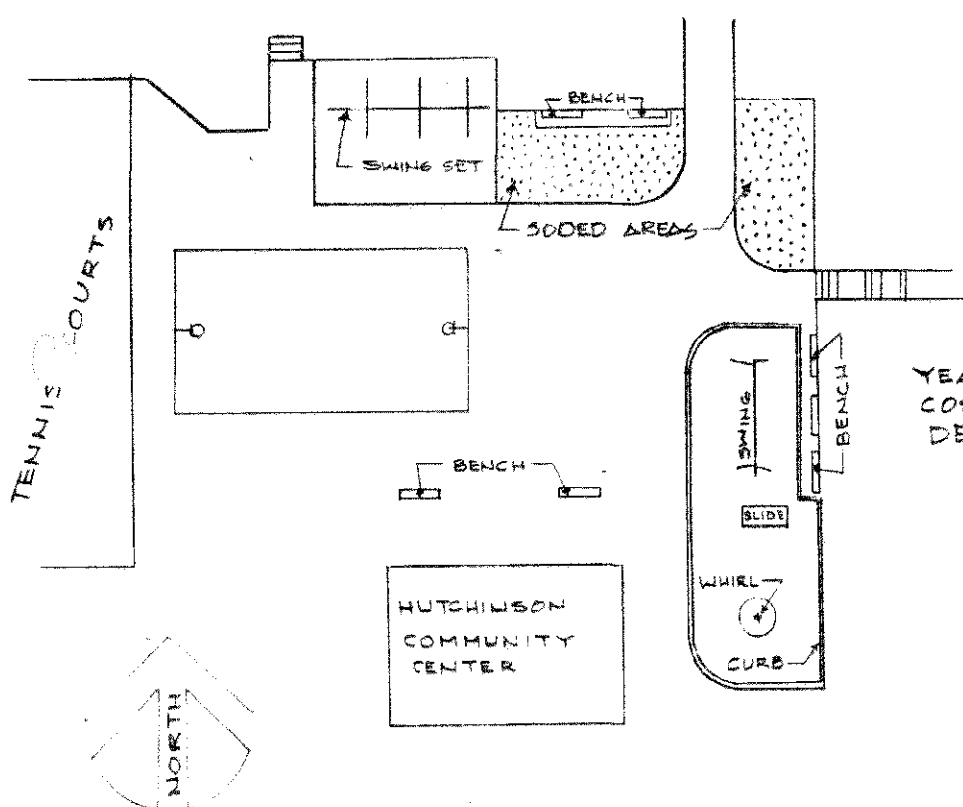 BENCH
SWING SET
SODED AREAS
TENNIS COURTS
SWING
BENCH
BENCH
SLIDE
WHIRL
CURB
HUTCHINSON
COMMUNITY
CENTER
NORTH